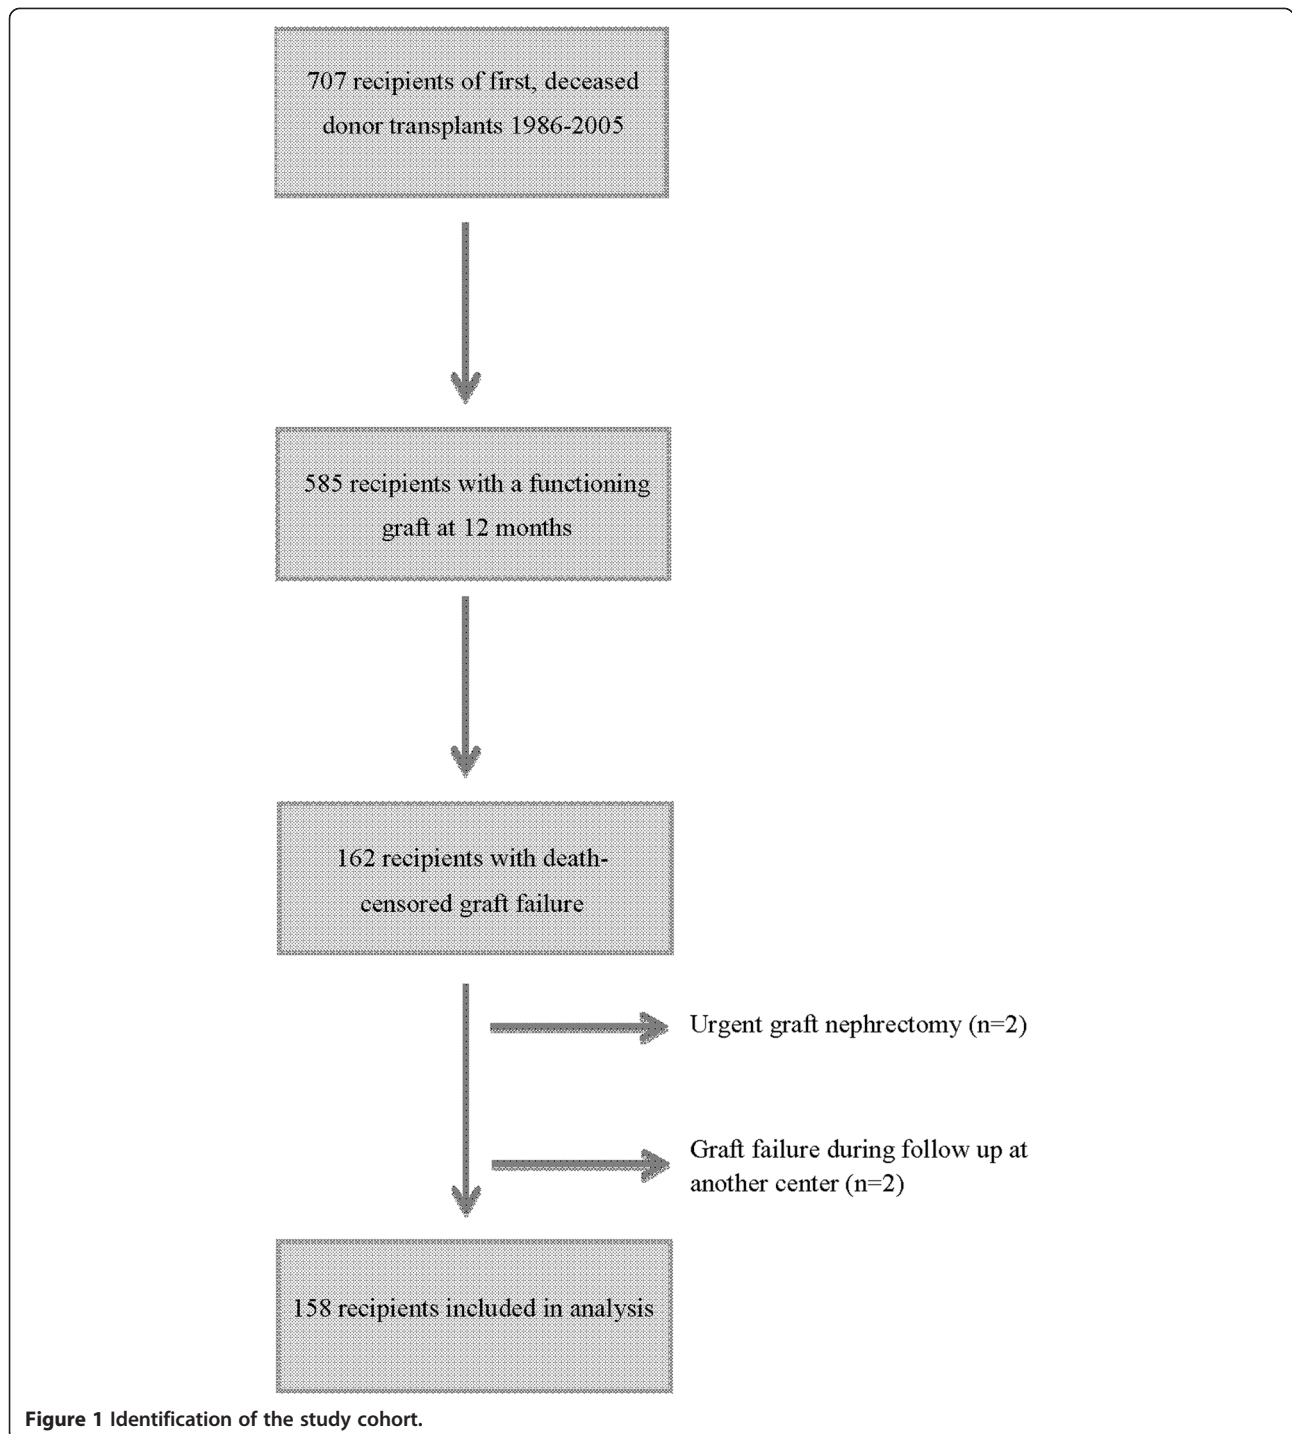 707 recipients of first, deceased
donor transplants 1986-2005
585 recipients with a functioning
graft at 12 months
162 recipients with death-
censored graft failure
Urgent graft nephrectomy (n=2)
Graft failure during follow up at
another center (n=2)
158 recipients included in analysis
Figure 1 Identification of the study cohort.